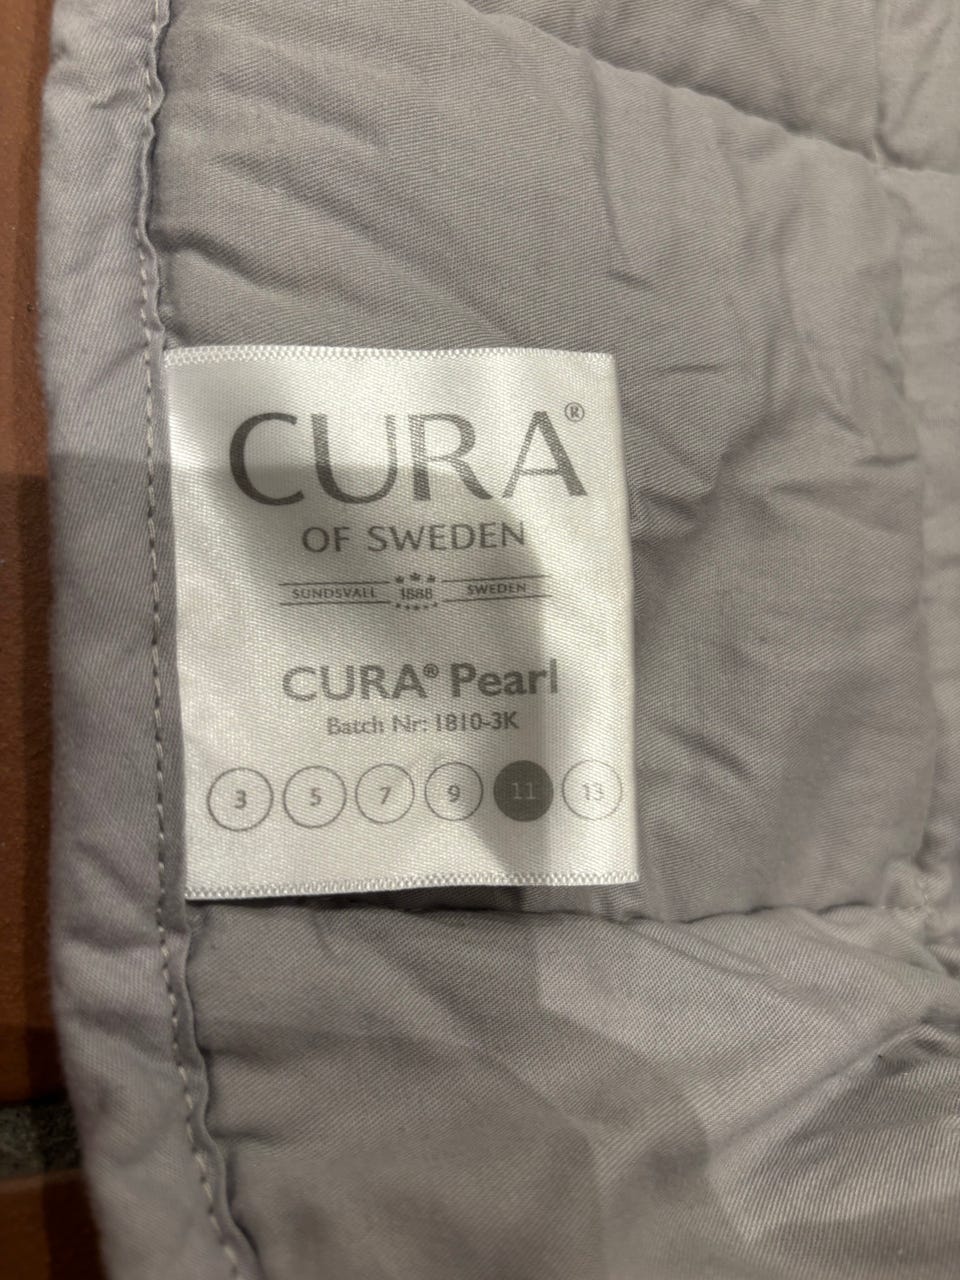 CURA®
OF SWEDEN
SUNDSVALL 1888 SWEDEN
CURA® Pearl
Batch Nr: 1810-3K
3 5 7 9 11 13